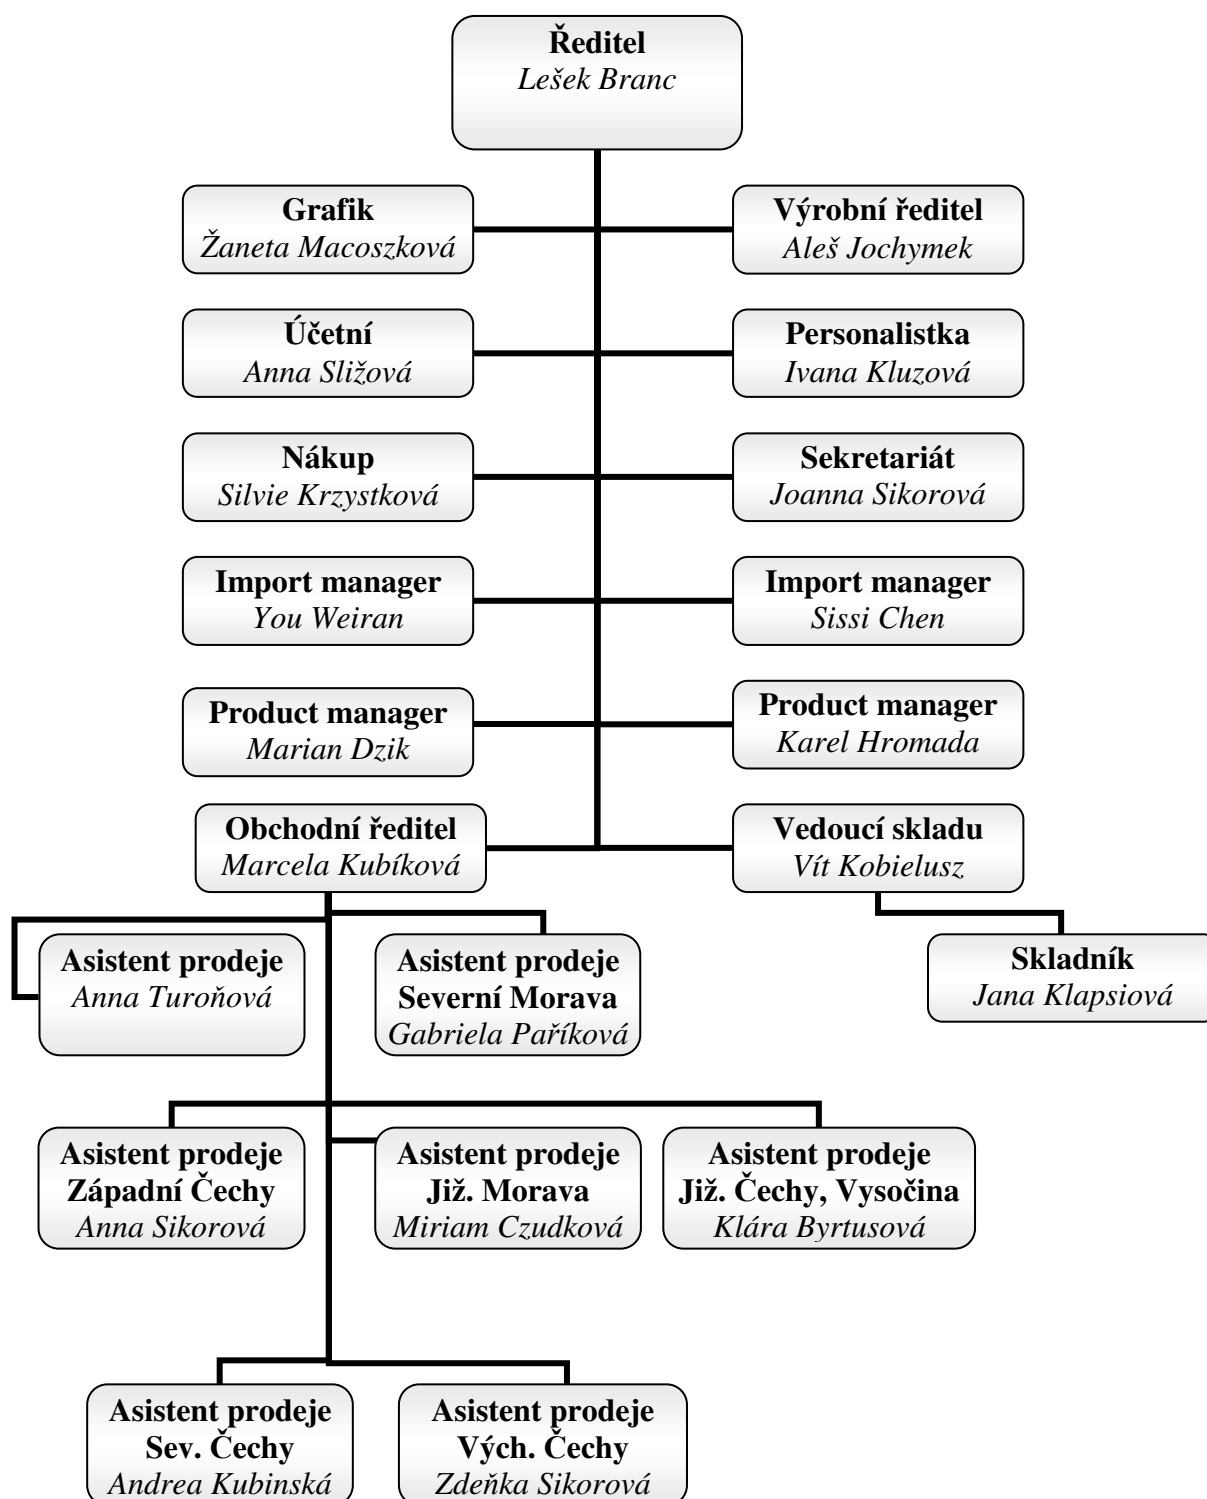 Ředitel
Lešek Branc
Grafik
Žaneta Macoszková
Výrobní ředitel
Aleš Jochymek
Účetní
Anna Sližová
Personalistka
Ivana Kluzová
Nákup
Silvie Krzystková
Sekretariát
Joanna Sikorová
Import manager
You Weiran
Import manager
Sissi Chen
Product manager
Marian Dzik
Product manager
Karel Hromada
Obchodní ředitel
Marcela Kubíková
Vedoucí skladu
Vít Kobielusz
Asistent prodeje
Anna Turoňová
Asistent prodeje
Severní Morava
Gabriela Paříková
Skladník
Jana Klapsiová
Asistent prodeje
Západní Čechy
Anna Sikorová
Asistent prodeje
Již. Morava
Miriam Czudková
Asistent prodeje
Již. Čechy, Vysočina
Klára Byrtusová
Asistent prodeje
Sev. Čechy
Andrea Kubinská
Asistent prodeje
Vých. Čechy
Zdeňka Sikorová